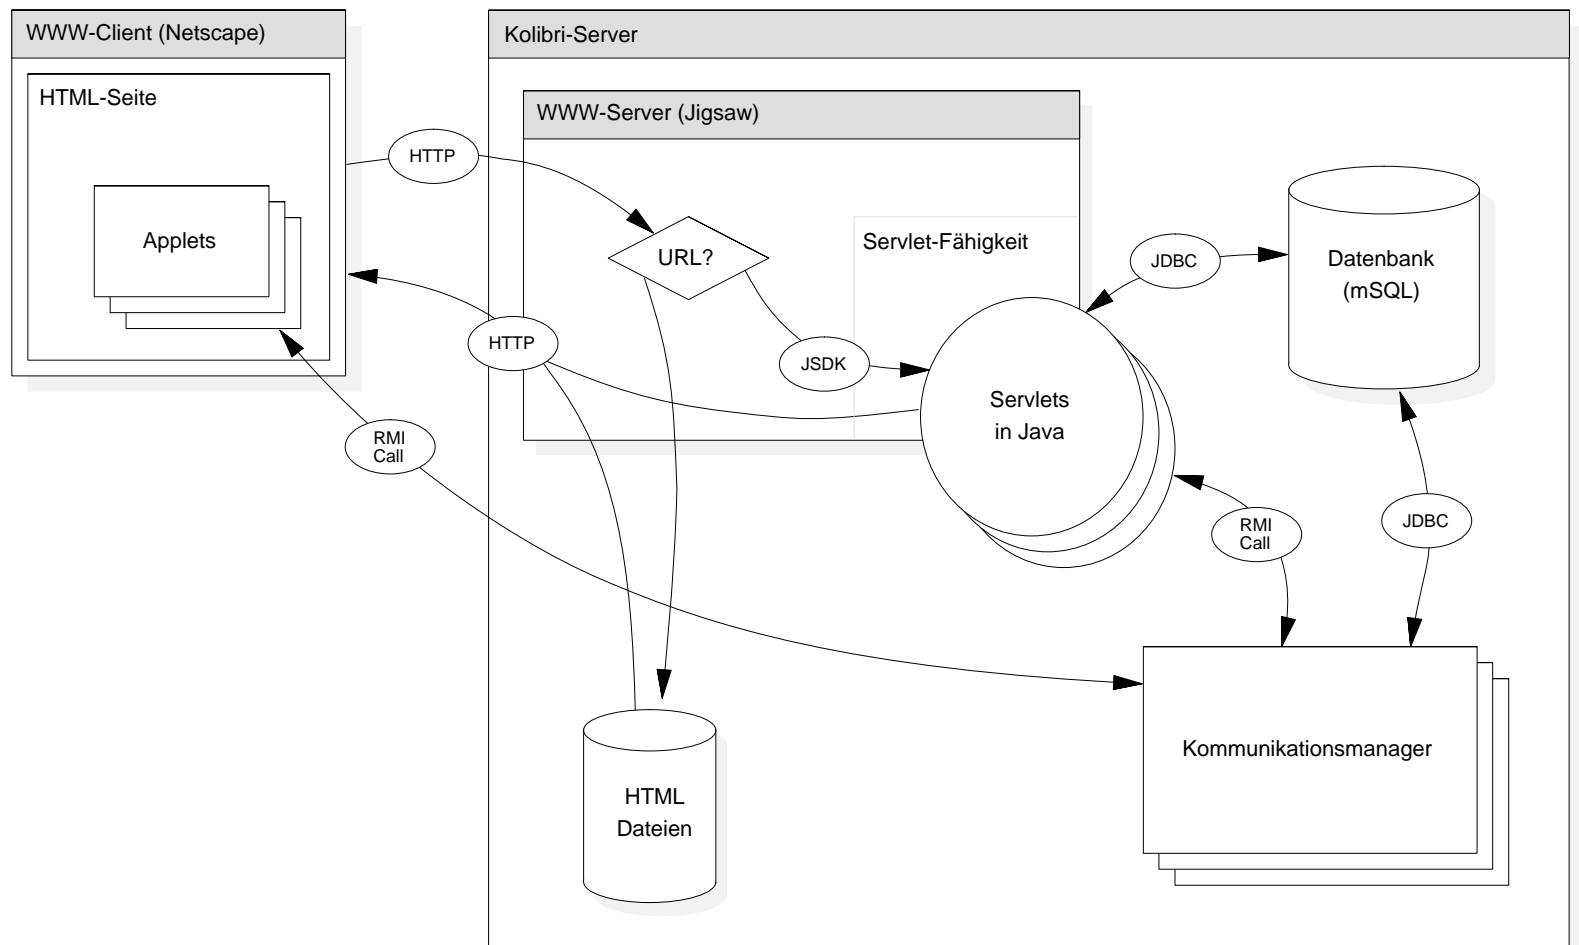 WWW-Client (Netscape)
Kolibri-Server
HTML-Seite
WWW-Server (Jigsaw)
HTTP
Applets
URL?
Servlet-Fähigkeit
JDBC
Datenbank
(mSQL)
HTTP
JSDK
Servlets
in Java
RMI
Call
RMI
Call
JDBC
Kommunikationsmanager
HTML
Dateien